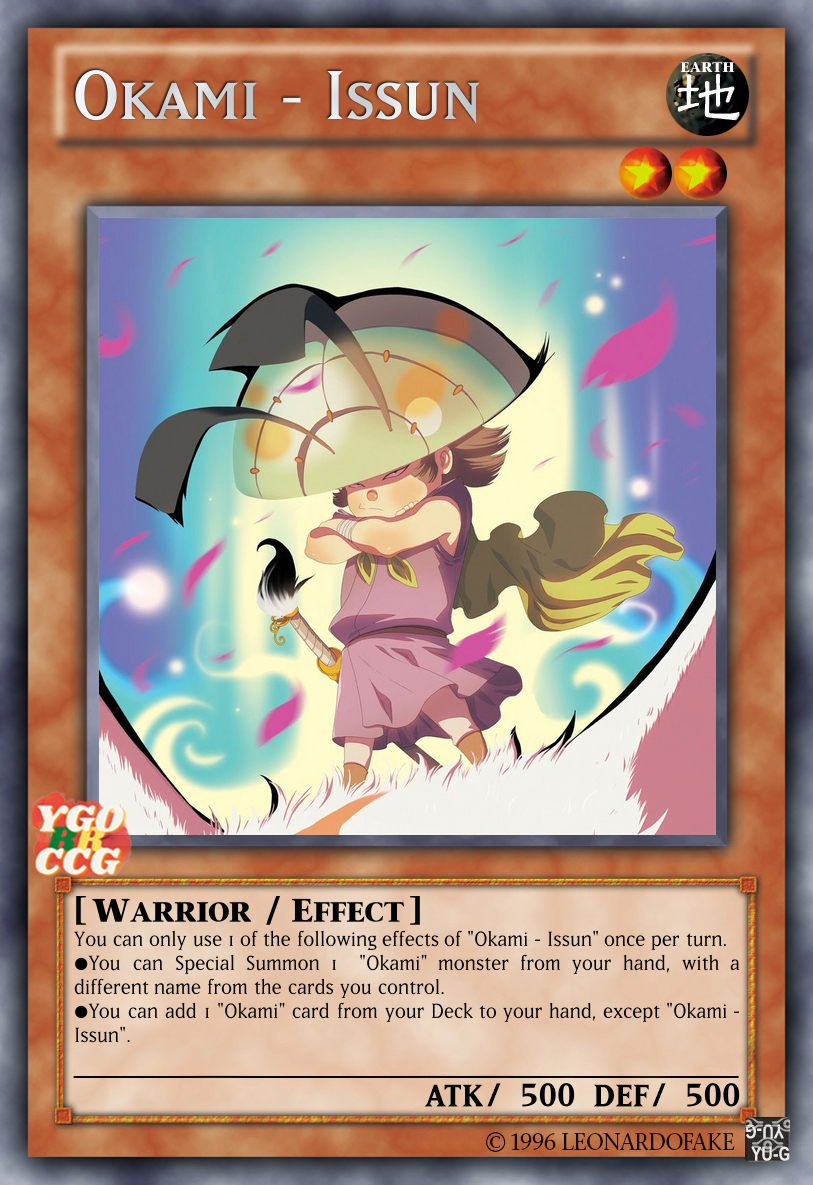 Okami - Issun
EARTH
地
YGO
BR
CCG
[ Warrior / Effect ]
You can only use 1 of the following effects of "Okami - Issun" once per turn.
●You can Special Summon 1 "Okami" monster from your hand, with a
different name from the cards you control.
●You can add 1 "Okami" card from your Deck to your hand, except "Okami -
Issun".
ATK/ 500 DEF/ 500
© 1996 LEONARDOFAKE
YU-G
YU-G